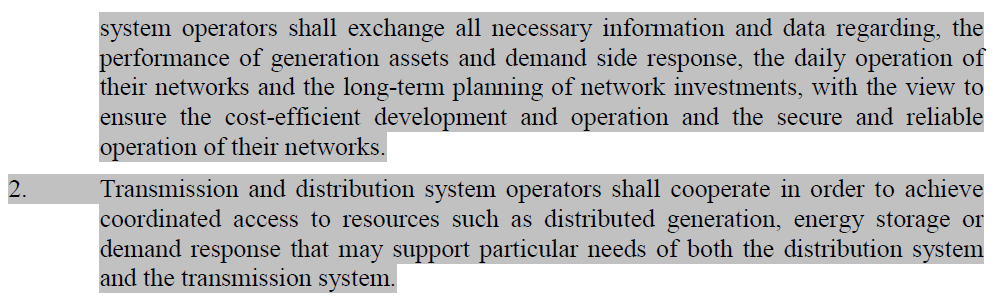 system operators shall exchange all necessary information and data regarding, the
performance of generation assets and demand side response, the daily operation of
their networks and the long-term planning of network investments, with the view to
ensure the cost-efficient development and operation and the secure and reliable
operation of their networks.
2. Transmission and distribution system operators shall cooperate in order to achieve
coordinated access to resources such as distributed generation, energy storage or
demand response that may support particular needs of both the distribution system
and the transmission system.